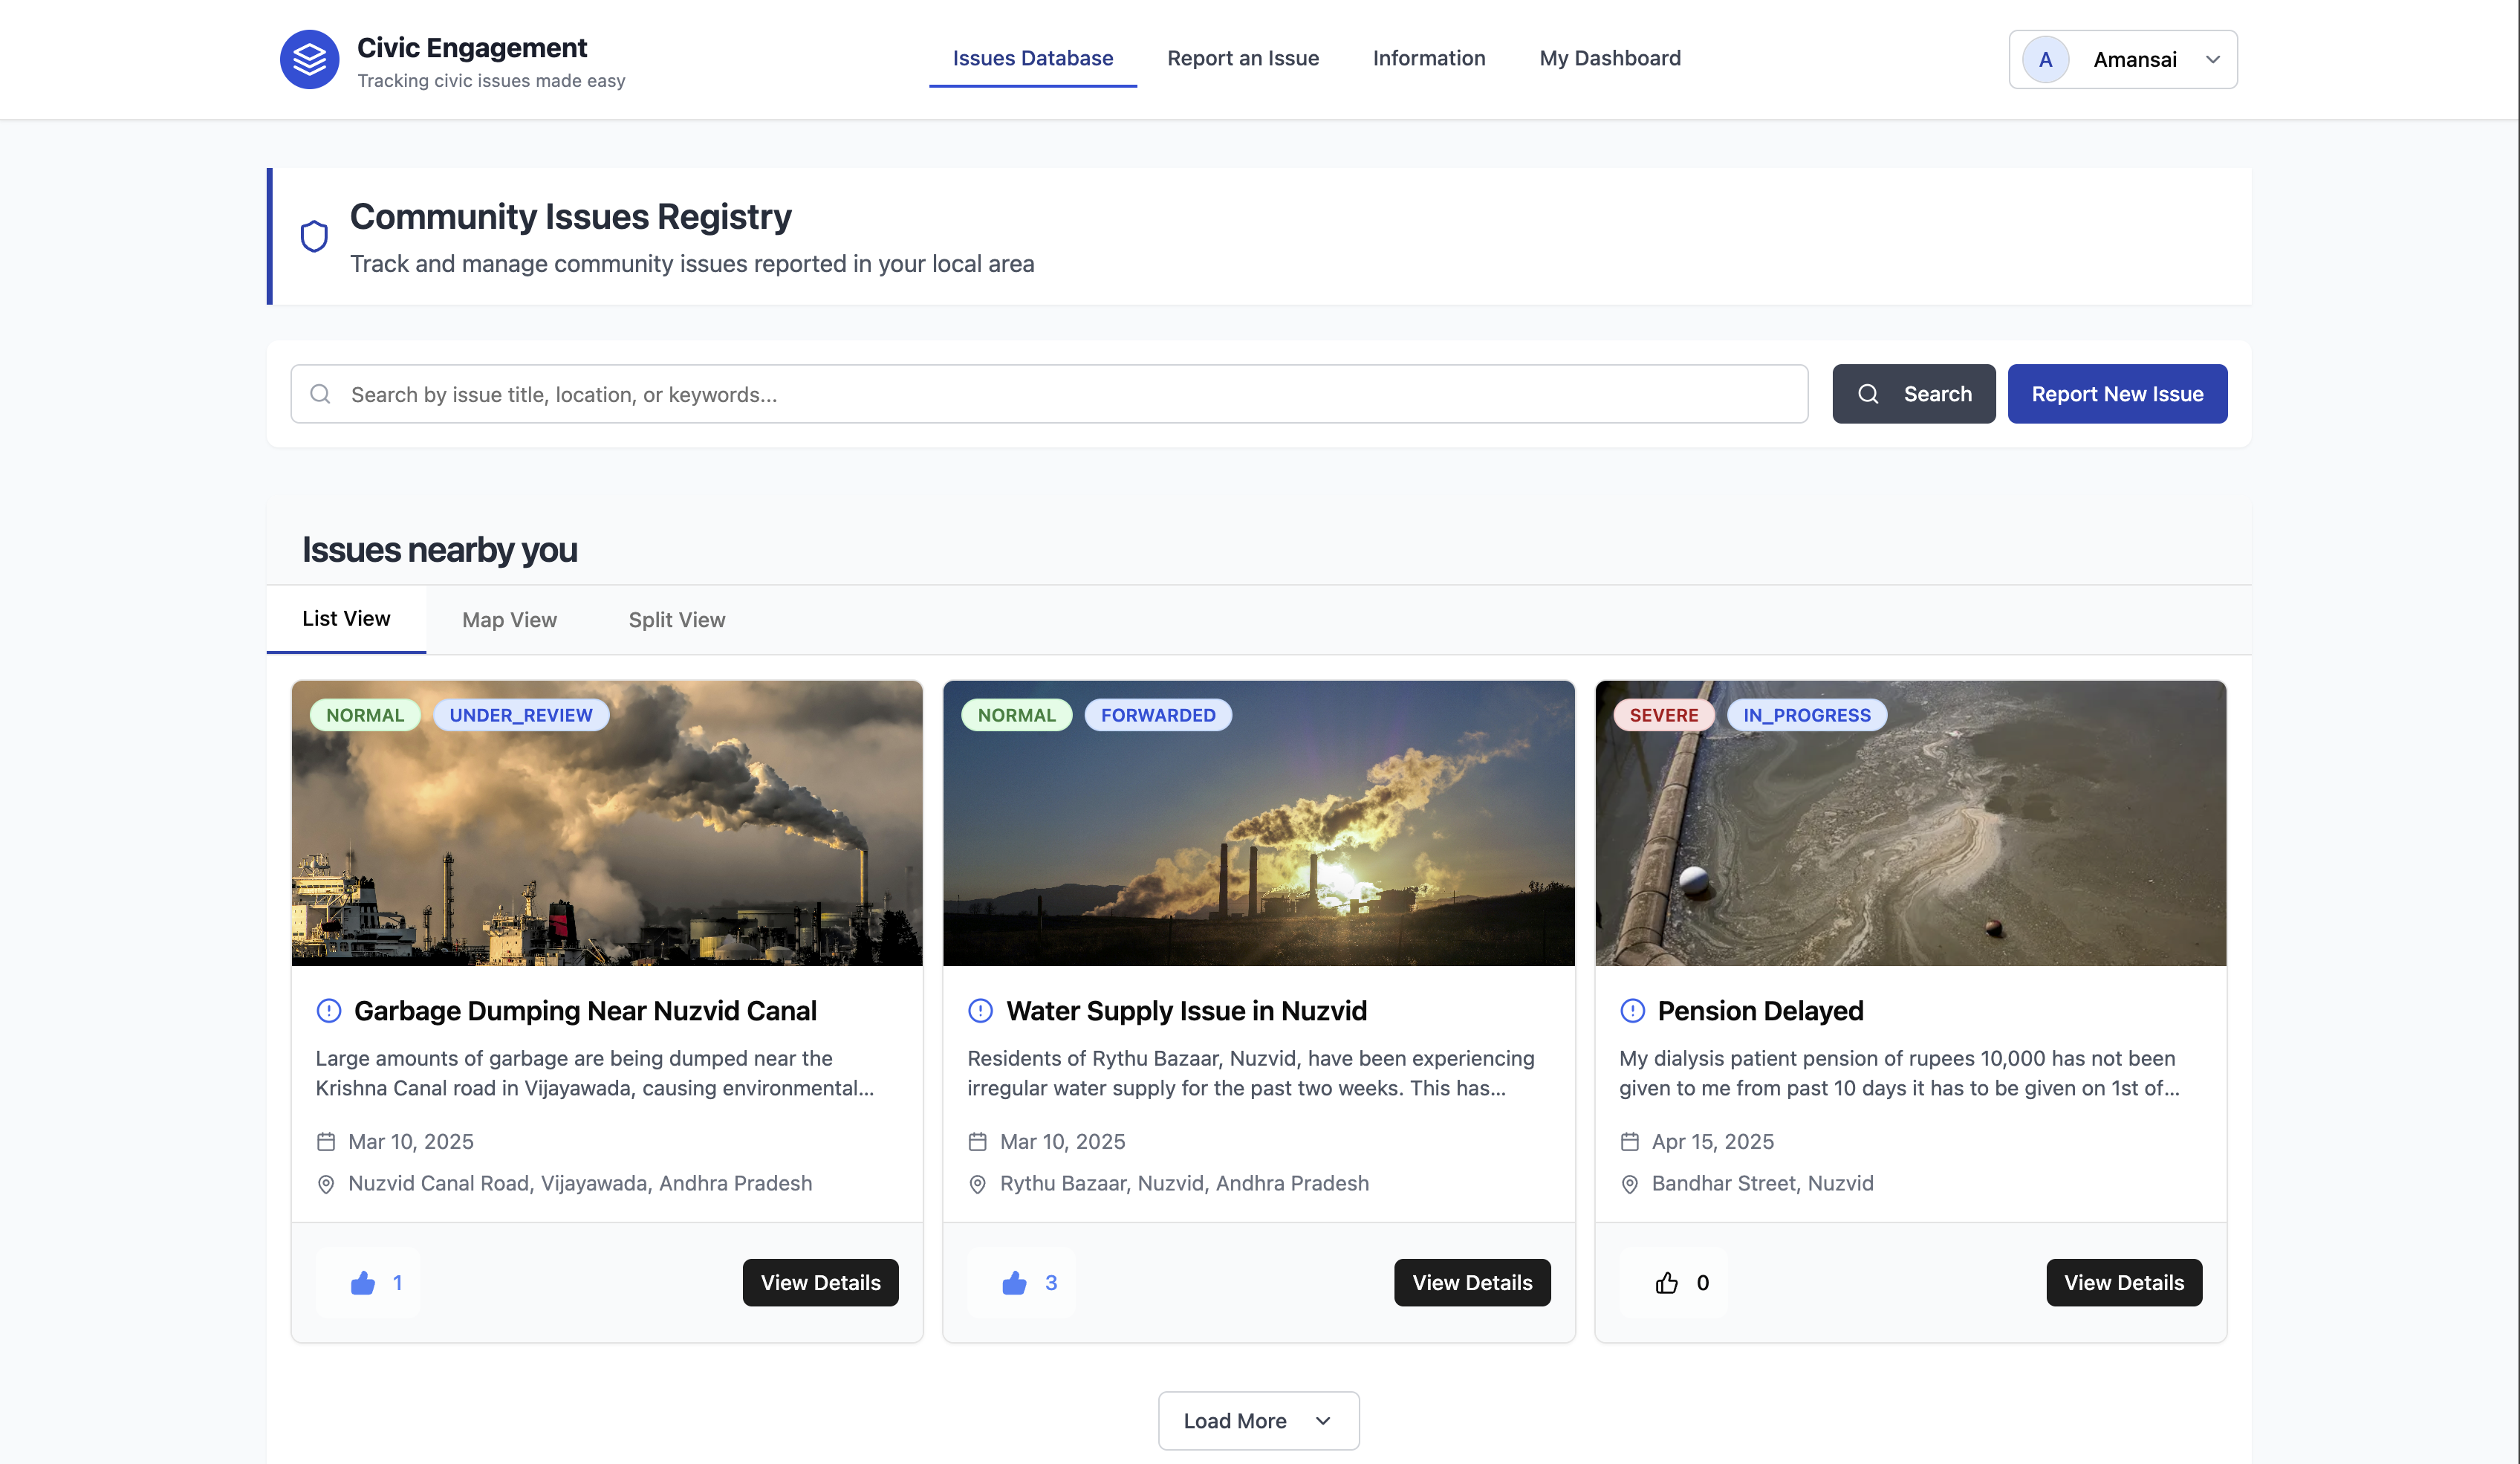 Civic Engagement
Tracking civic issues made easy
Issues Database
Report an Issue
Information
My Dashboard
A
Amansai
Community Issues Registry
Track and manage community issues reported in your local area
Search by issue title, location, or keywords...
Search
Report New Issue
Issues nearby you
List View
Map View
Split View
NORMAL
UNDER_REVIEW
Garbage Dumping Near Nuzvid Canal
Large amounts of garbage are being dumped near the
Krishna Canal road in Vijayawada, causing environmental...
Mar 10, 2025
Nuzvid Canal Road, Vijayawada, Andhra Pradesh
1
View Details
NORMAL
FORWARDED
Water Supply Issue in Nuzvid
Residents of Rythu Bazaar, Nuzvid, have been experiencing
irregular water supply for the past two weeks. This has...
Mar 10, 2025
Rythu Bazaar, Nuzvid, Andhra Pradesh
3
View Details
SEVERE
IN_PROGRESS
Pension Delayed
My dialysis patient pension of rupees 10,000 has not been
given to me from past 10 days it has to be given on 1st of...
Apr 15, 2025
Bandhar Street, Nuzvid
0
View Details
Load More